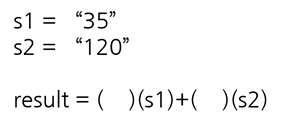 s1 = “35”
s2 = “120”
result = (   )(s1)+(   )(s2)